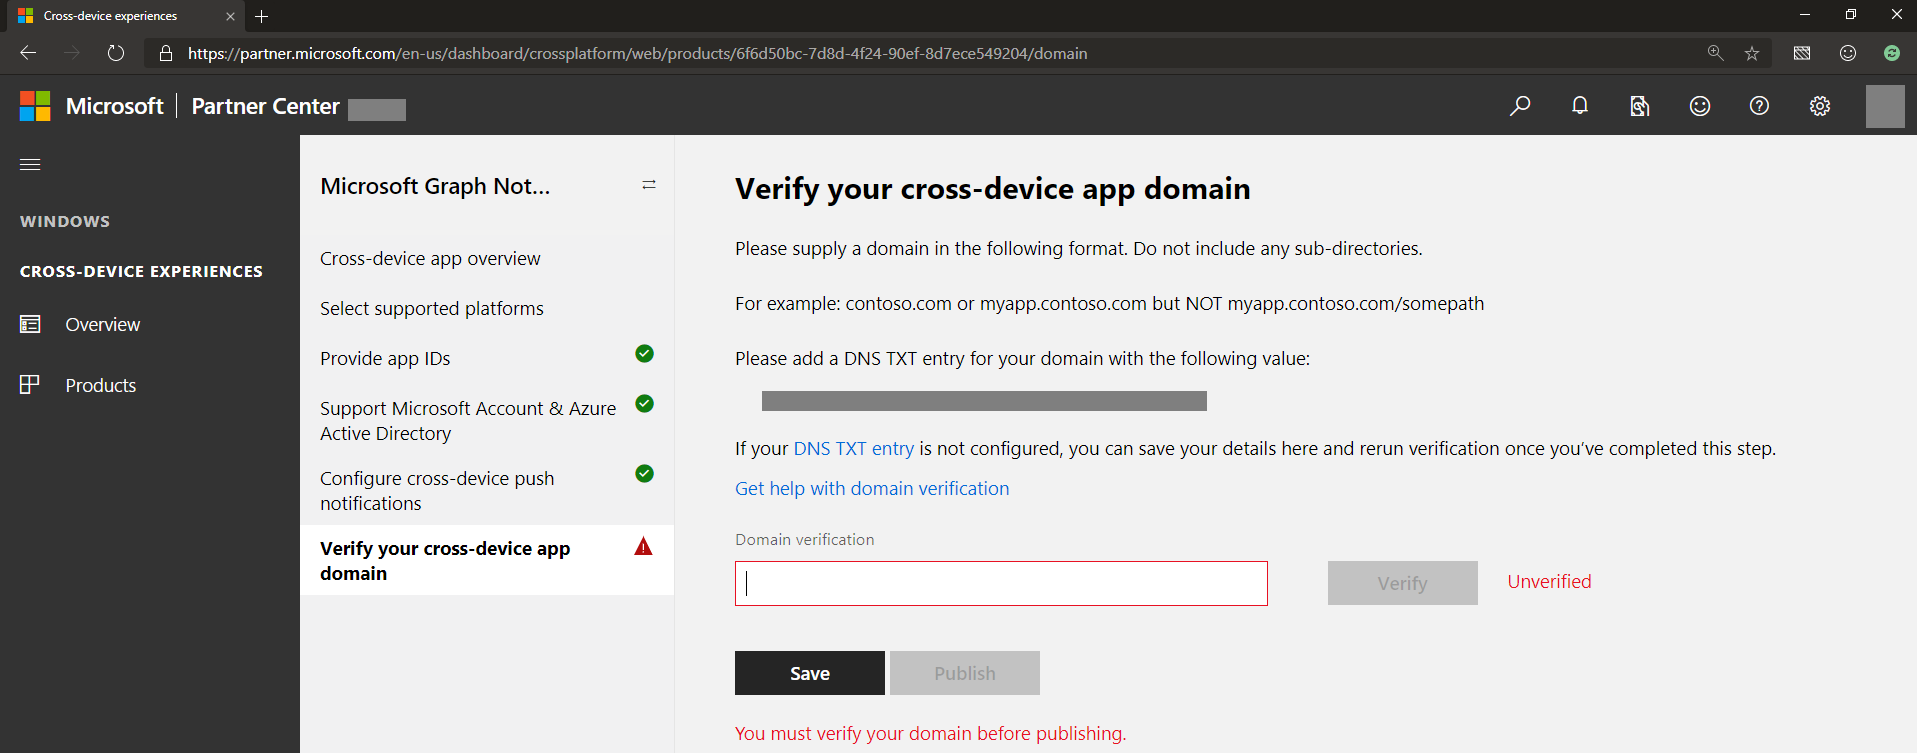 Cross-device experiences
https://partner.microsoft.com/en-us/dashboard/crossplatform/web/products/6f6d50bc-7d8d-4f24-90ef-8d7ece549204/domain
Microsoft | Partner Center
WINDOWS
CROSS-DEVICE EXPERIENCES
Overview
Products
Microsoft Graph Not...
Cross-device app overview
Select supported platforms
Provide app IDs
Support Microsoft Account & Azure
Active Directory
Configure cross-device push
notifications
Verify your cross-device app
domain
Verify your cross-device app domain
Please supply a domain in the following format. Do not include any sub-directories.
For example: contoso.com or myapp.contoso.com but NOT myapp.contoso.com/somepath
Please add a DNS TXT entry for your domain with the following value:
If your DNS TXT entry is not configured, you can save your details here and rerun verification once you’ve completed this step.
Get help with domain verification
Domain verification
Verify
Unverified
Save
Publish
You must verify your domain before publishing.